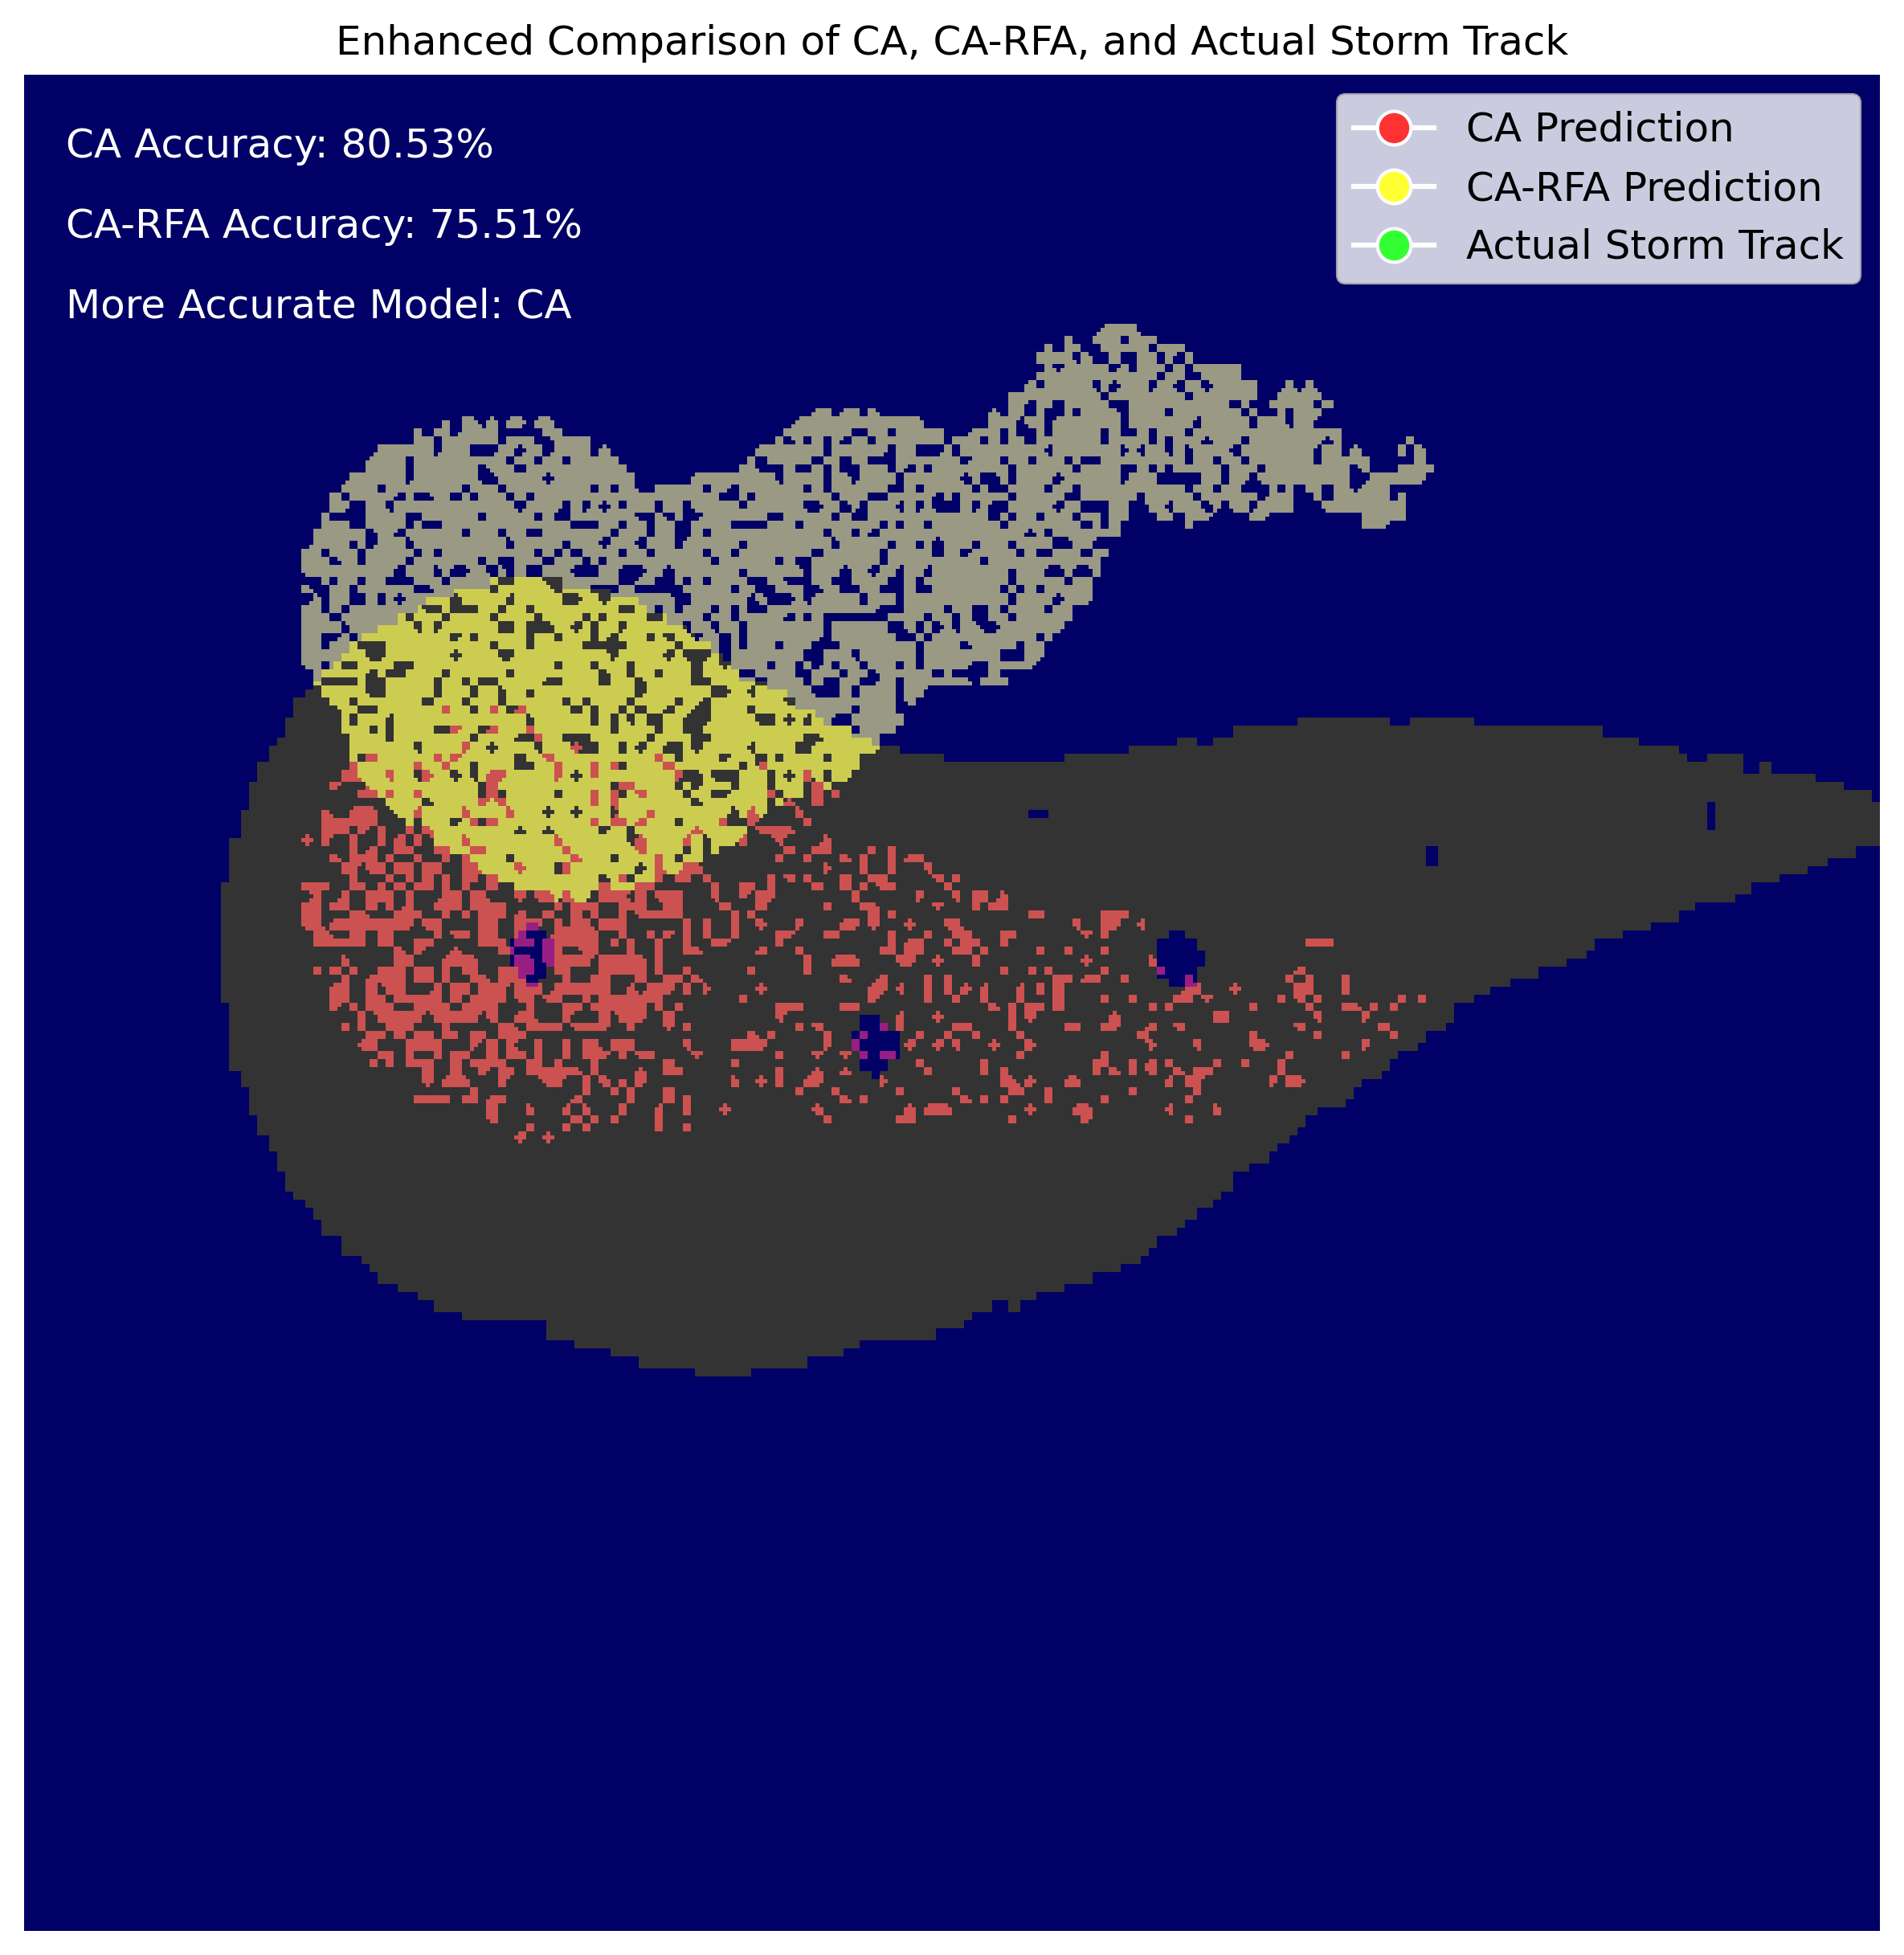 Enhanced Comparison of CA, CA-RFA, and Actual Storm Track
CA Accuracy: 80.53%
CA-RFA Accuracy: 75.51%
More Accurate Model: CA
CA Prediction
CA-RFA Prediction
Actual Storm Track